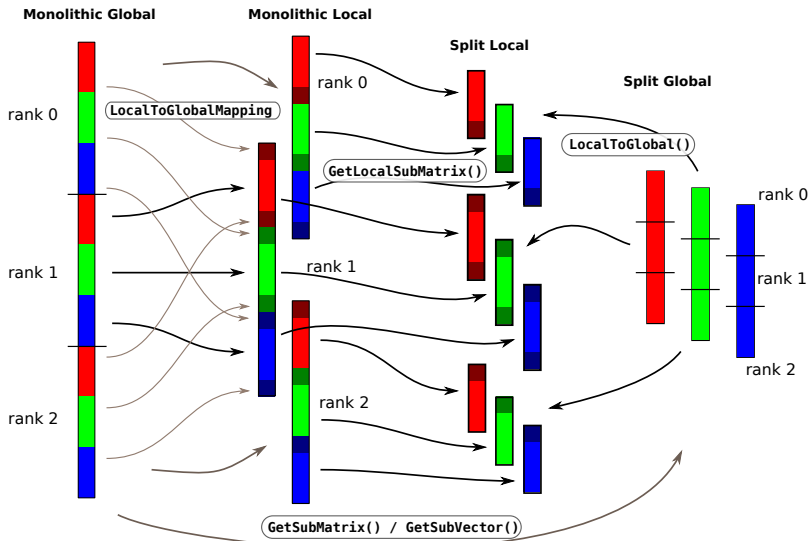 Monolithic Global
Monolithic Local
Split Local
Split Global
rank 0
LocalToGlobalMapping
rank 0
LocalToGlobal()
GetLocalSubMatrix()
rank 0
rank 1
rank 1
rank 1
rank 2
rank 2
rank 2
GetSubMatrix() / GetSubVector()